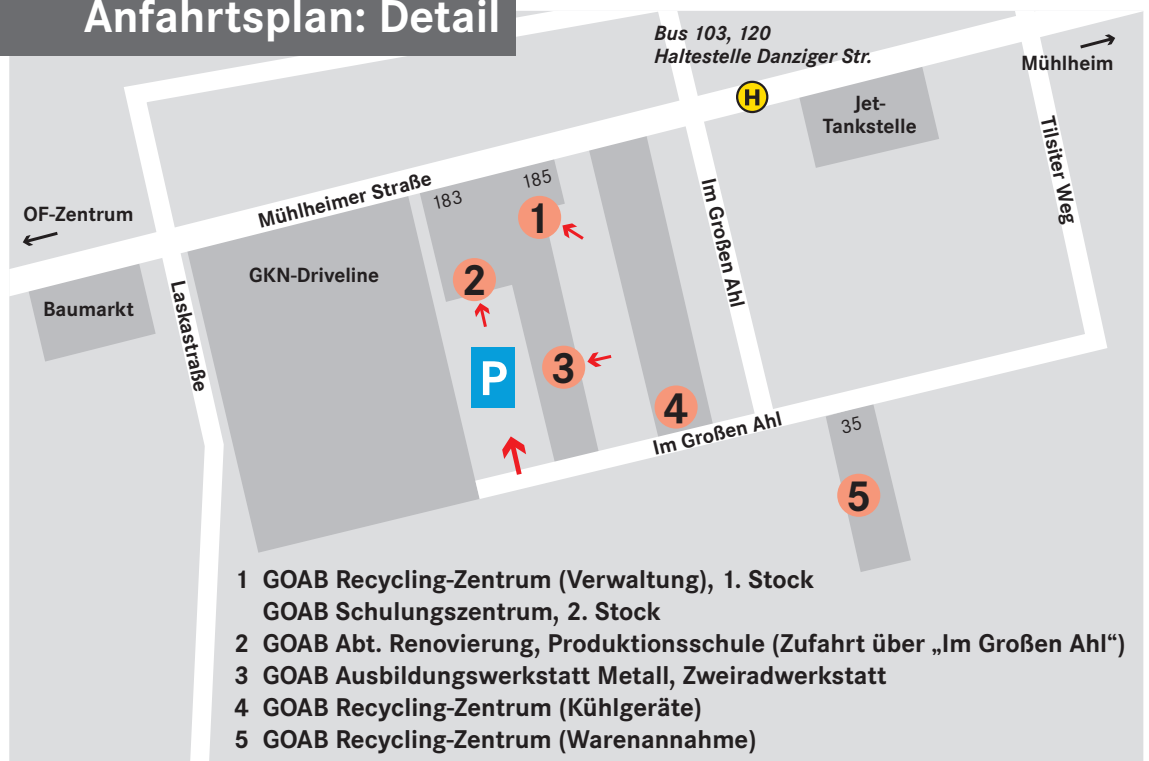 Anfahrtsplan: Detail
Bus 103, 120
Haltestelle Danziger Str.
H
Mühlheim
Jet-
Tankstelle
Tilsiter Weg
OF-Zentrum
Mühlheimer Straße
183
185
Im Großen Ahl
1
GKN-Driveline
2
Baumarkt
Laskastraße
P
3
4
Im Großen Ahl
35
5
1 GOAB Recycling-Zentrum (Verwaltung), 1. Stock
GOAB Schulungszentrum, 2. Stock
2 GOAB Abt. Renovierung, Produktionsschule (Zufahrt über „Im Großen Ahl“)
3 GOAB Ausbildungswerkstatt Metall, Zweiradwerkstatt
4 GOAB Recycling-Zentrum (Kühlgeräte)
5 GOAB Recycling-Zentrum (Warenannahme)